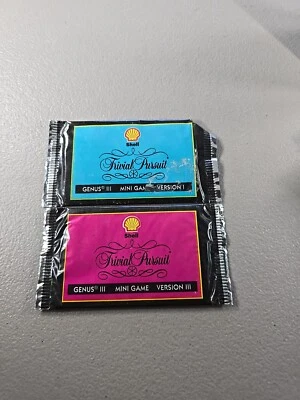 Shell
Trivial Pursuit
GENUS® III MINI GAME VERSION I
Shell
Trivial Pursuit
GENUS® III MINI GAME VERSION III